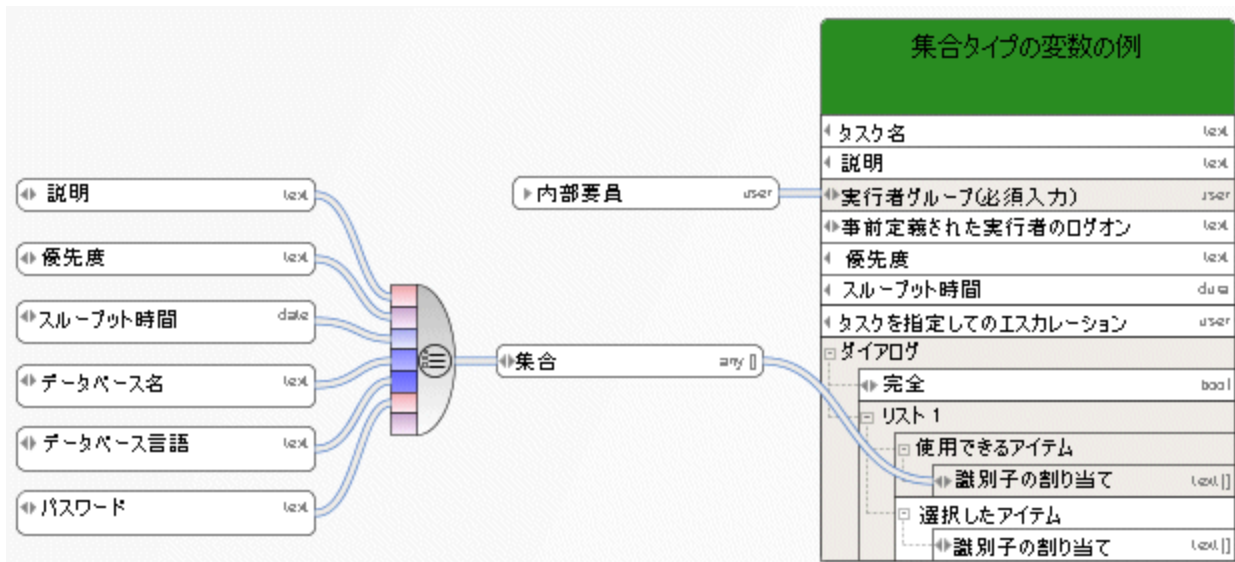 集合タイプの変数の例
タスク名 text
説明 text
実行者グループ(必須入力) user
事前定義された実行者のログオン text
優先度 text
スループット時間
タスクを指定してのエスカレーション user
ダイアログ
完全 bool
リスト 1
使用できるアイテム
識別子の割り当て text []
選択したアイテム
識別子の割り当て text []
内部要員 user
説明 text
優先度 text
スループット時間 date
データベース名 text
データベース言語 text
パスワード text
集合 any []